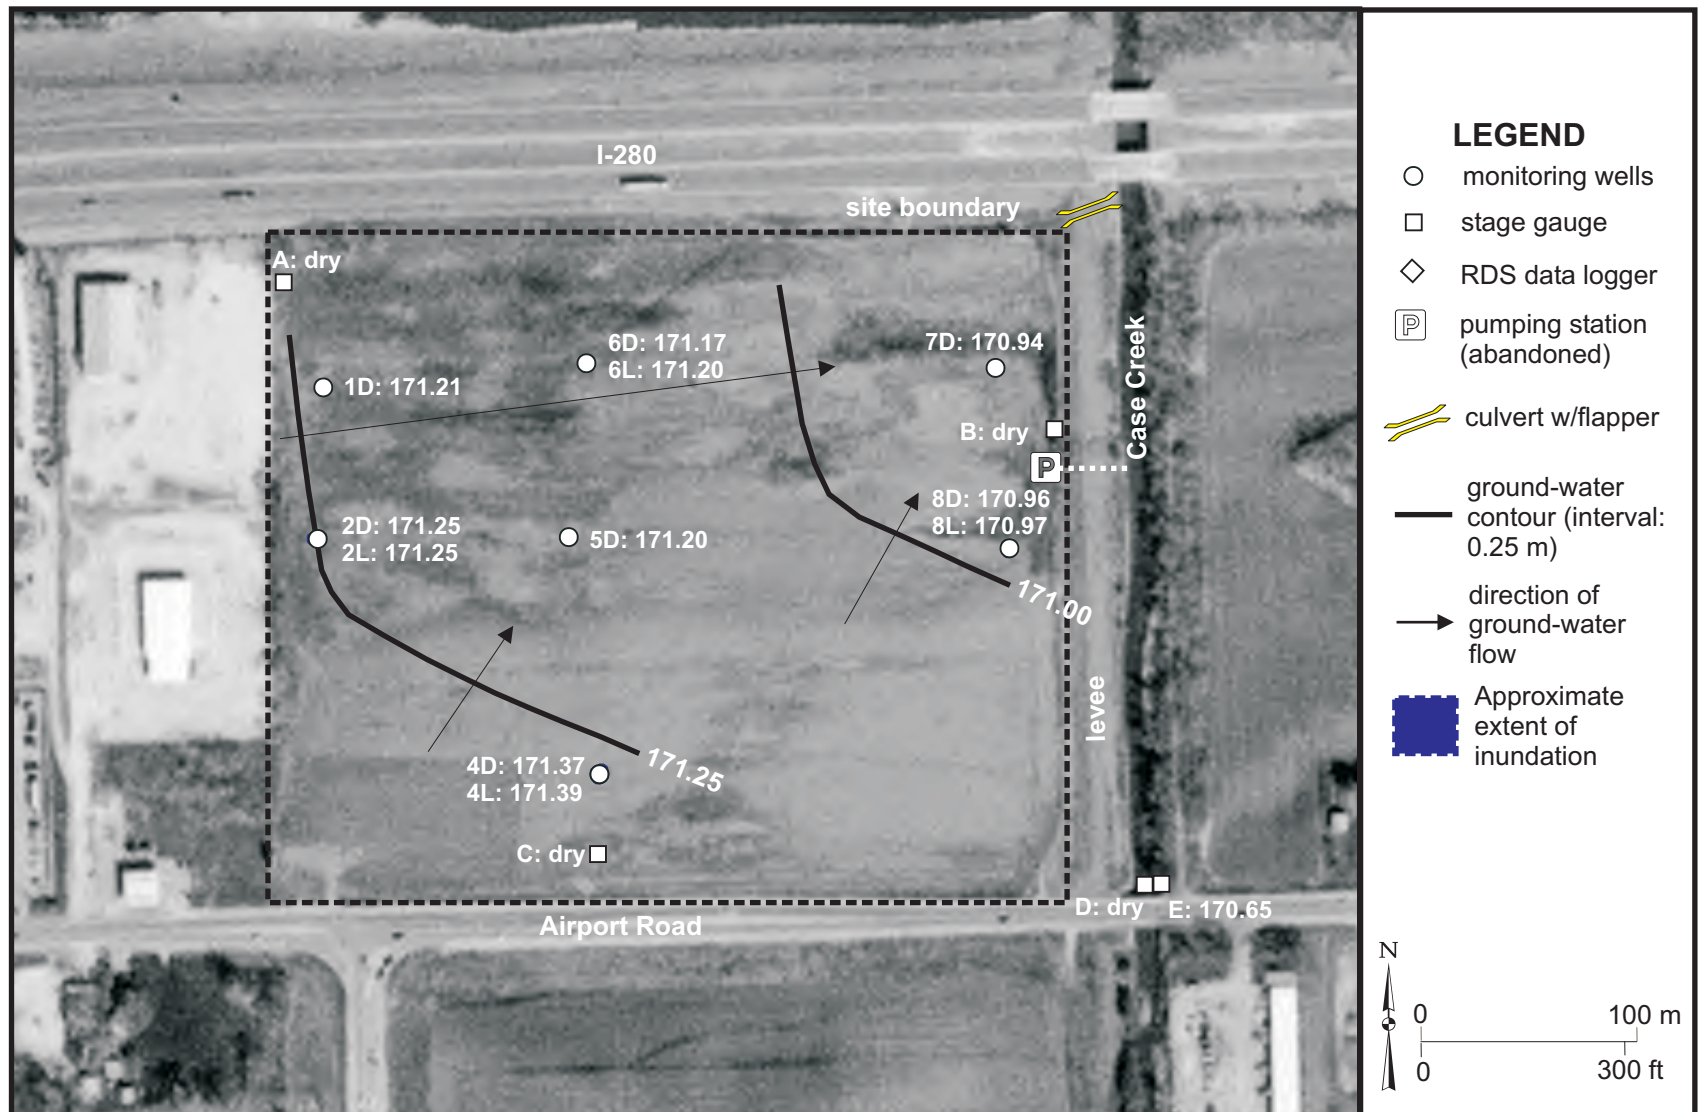 I-280
site boundary
A: dry
6D: 171.17
6L: 171.20
7D: 170.94
1D: 171.21
B: dry
P
Case Creek
2D: 171.25
2L: 171.25
5D: 171.20
8D: 170.96
8L: 170.97
171.00
levee
171.25
4D: 171.37
4L: 171.39
C: dry
D: dry
E: 170.65
Airport Road
LEGEND
monitoring wells
stage gauge
RDS data logger
P
pumping station
(abandoned)
culvert w/flapper
ground-water
contour (interval:
0.25 m)
direction of
ground-water
flow
Approximate
extent of
inundation
N
0
100 m
0
300 ft